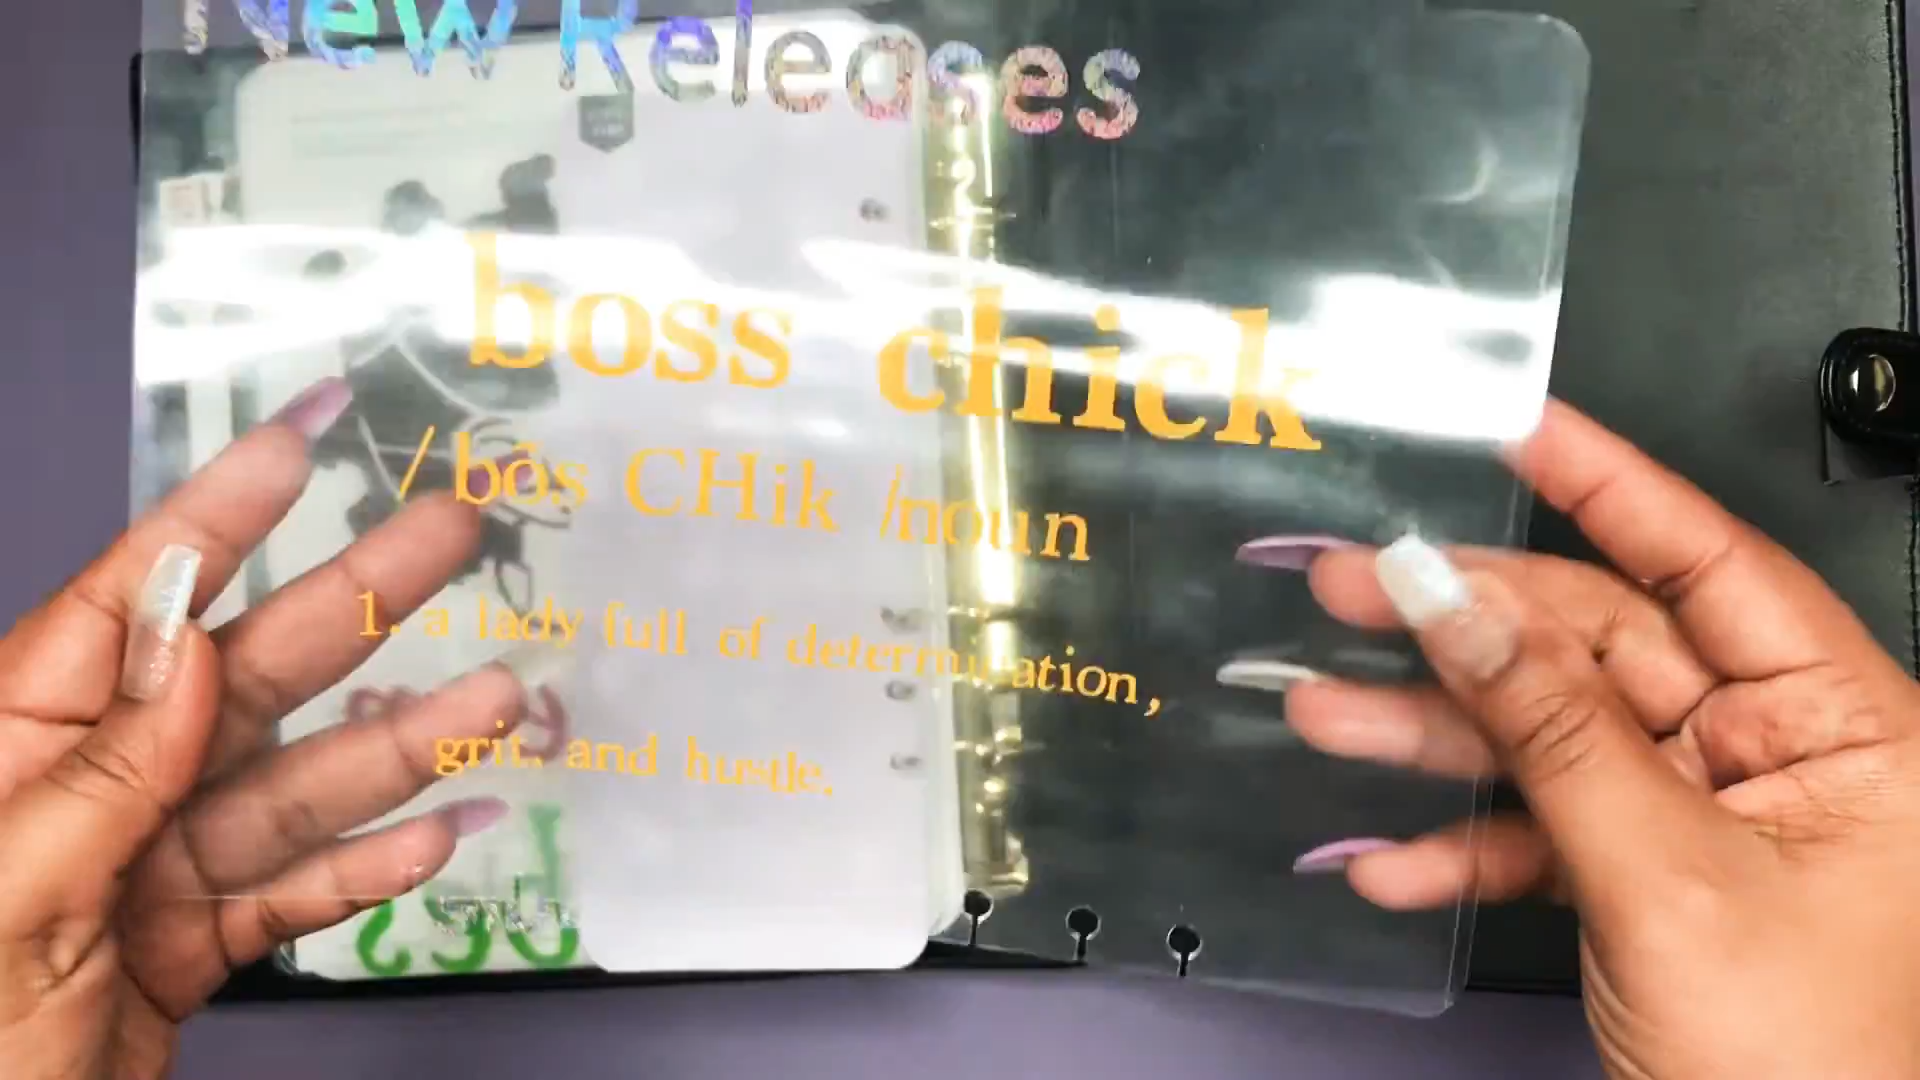 New Releases
boss chick
/bôs CHik /noun
1. a lady full of determination,
grit. and hustle.